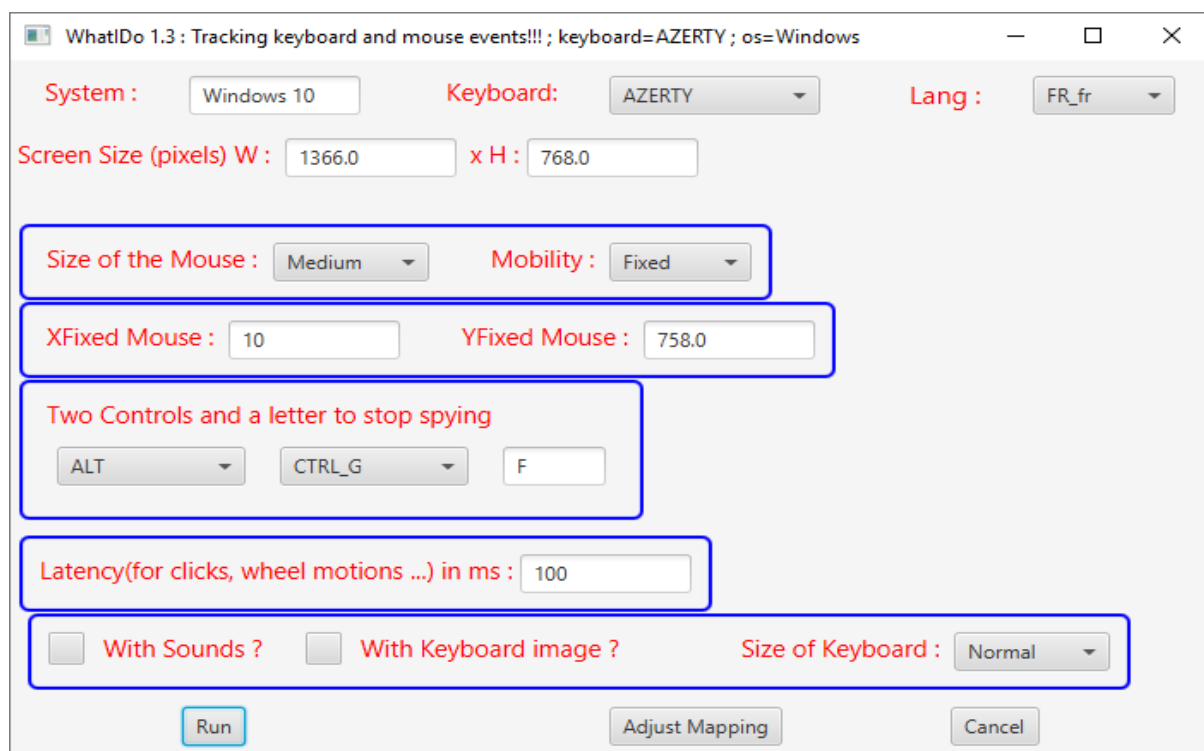 WhatIDo 1.3 : Tracking keyboard and mouse events!!! ; keyboard=AZERTY ; os=Windows
System : Windows 10 Keyboard: AZERTY Lang : FR_fr
Screen Size (pixels) W : 1366.0 x H : 768.0
Size of the Mouse : Medium Mobility : Fixed
XFixed Mouse : 10 YFixed Mouse : 758.0
Two Controls and a letter to stop spying
ALT CTRL_G F
Latency(for clicks, wheel motions ...) in ms : 100
With Sounds ? With Keyboard image ? Size of Keyboard : Normal
Run Adjust Mapping Cancel